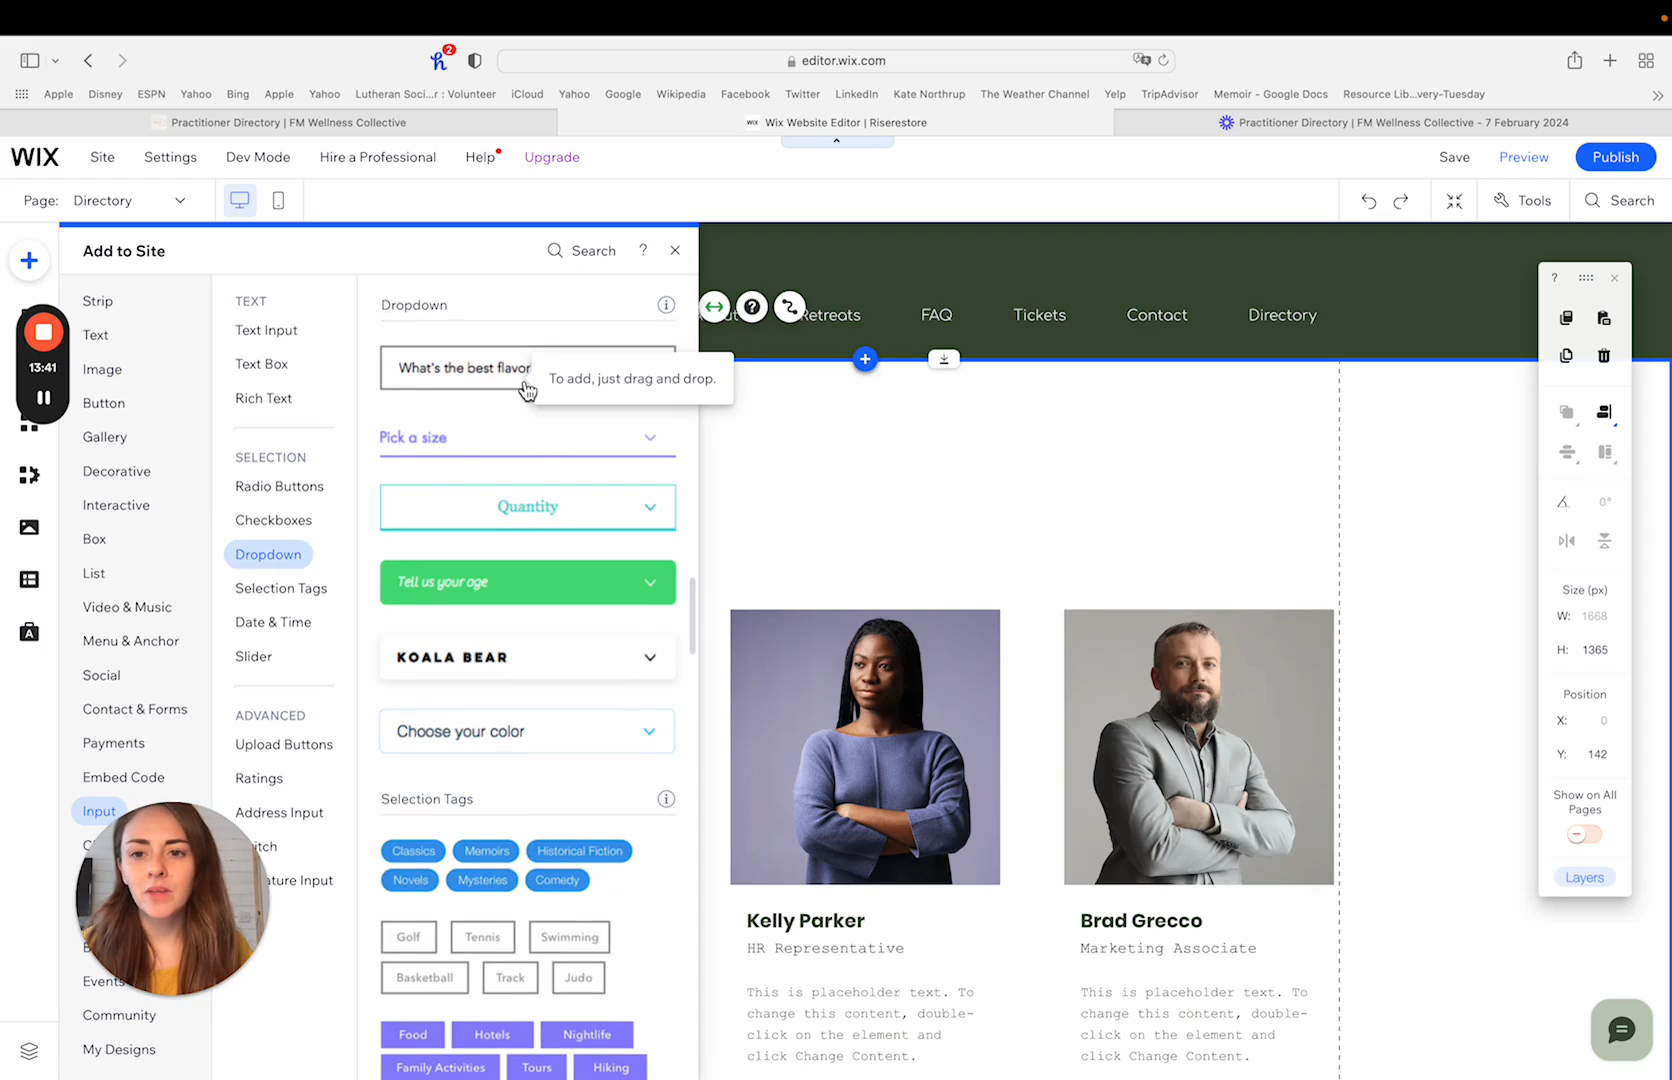 2
editor.wix.com
Apple Disney ESPN Yahoo Bing Apple Yahoo Lutheran Soci...r : Volunteer iCloud Yahoo Google Wikipedia Facebook Twitter LinkedIn Kate Northrup The Weather Channel Yelp TripAdvisor Memoir - Google Docs Resource Lib...very-Tuesday
Practitioner Directory | FM Wellness Collective
WIX Wix Website Editor | Riserestore
Practitioner Directory | FM Wellness Collective - 7 February 2024
WIX Site Settings Dev Mode Hire a Professional Help Upgrade Save Preview Publish
Page: Directory Tools Search
Add to Site Search ?
Strip
Text
Image
Button
Gallery
Decorative
Interactive
Box
List
Video & Music
Menu & Anchor
Social
Contact & Forms
Payments
Embed Code
Input
Events
Community
My Designs
13:41
TEXT
Text Input
Text Box
Rich Text
SELECTION
Radio Buttons
Checkboxes
Dropdown
Selection Tags
Date & Time
Slider
ADVANCED
Upload Buttons
Ratings
Address Input
itch
ature Input
Dropdown
What's the best flavor
To add, just drag and drop.
Pick a size
Quantity
Tell us your age
KOALA BEAR
Choose your color
Selection Tags
Classics Memoirs Historical Fiction
Novels Mysteries Comedy
Golf Tennis Swimming
Basketball Track Judo
Food Hotels Nightlife
Family Activities Tours Hiking
Retreats FAQ Tickets Contact Directory
Kelly Parker
HR Representative
This is placeholder text. To
change this content, double-
click on the element and
click Change Content.
Brad Grecco
Marketing Associate
This is placeholder text. To
change this content, double-
click on the element and
click Change Content.
?
0°
Size (px)
W: 1668
H: 1365
Position
X: 0
Y: 142
Show on All
Pages
Layers